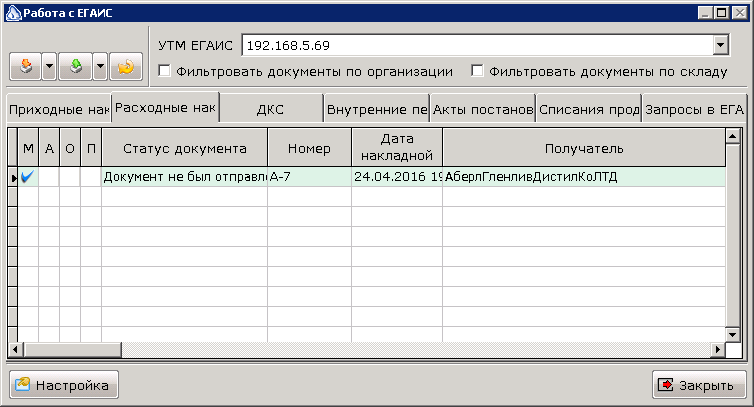 Работа с ЕГАИС
УТМ ЕГАИС 192.168.5.69
Фильтровать документы по организации Фильтровать документы по складу
Приходные нак Расходные нак ДКС Внутренние пе Акты постанов Списания прод Запросы в ЕГА
М А О П Статус документа Номер Дата накладной Получатель
Документ не был отправле А-7 24.04.2016 19 АберлГленливДистилКоЛТД
Настройка Закрыть